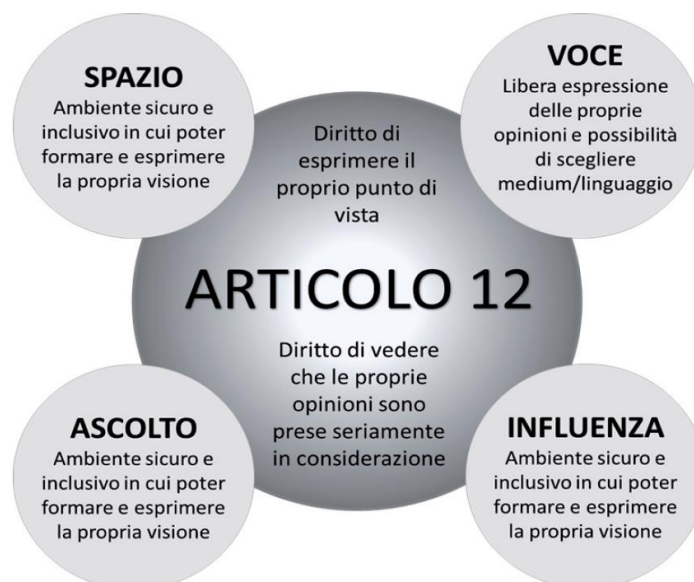 SPAZIO
Ambiente sicuro e
inclusivo in cui poter
formare e esprimere
la propria visione
VOCE
Libera espressione
delle proprie
opinioni e possibilità
di scegliere
medium/linguaggio
Diritto di
esprimere il
proprio punto di
vista
ARTICOLO 12
Diritto di vedere
che le proprie
opinioni sono
prese seriamente
in considerazione
ASCOLTO
Ambiente sicuro e
inclusivo in cui poter
formare e esprimere
la propria visione
INFLUENZA
Ambiente sicuro e
inclusivo in cui poter
formare e esprimere
la propria visione